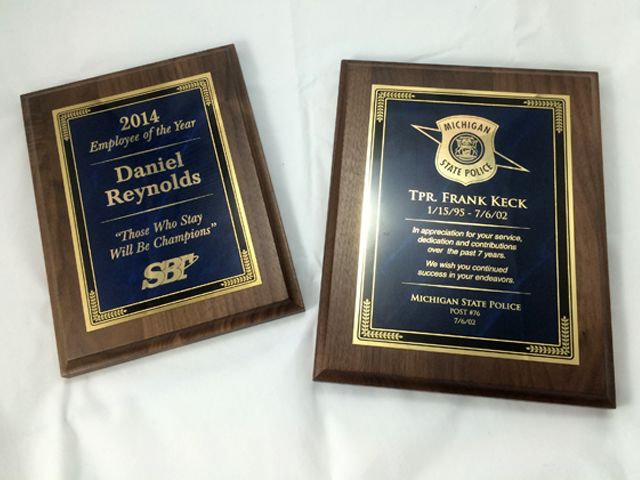 2014
Employee of the Year
Daniel
Reynolds
"Those Who Stay
Will Be Champions"
SBF
MICHIGAN
STATE POLICE
TPR. FRANK KECK
1/15/95 - 7/6/02
In appreciation for your service,
dedication and contributions
over the past 7 years.
We wish you continued
success in your endeavors.
MICHIGAN STATE POLICE
POST #76
7/6/02